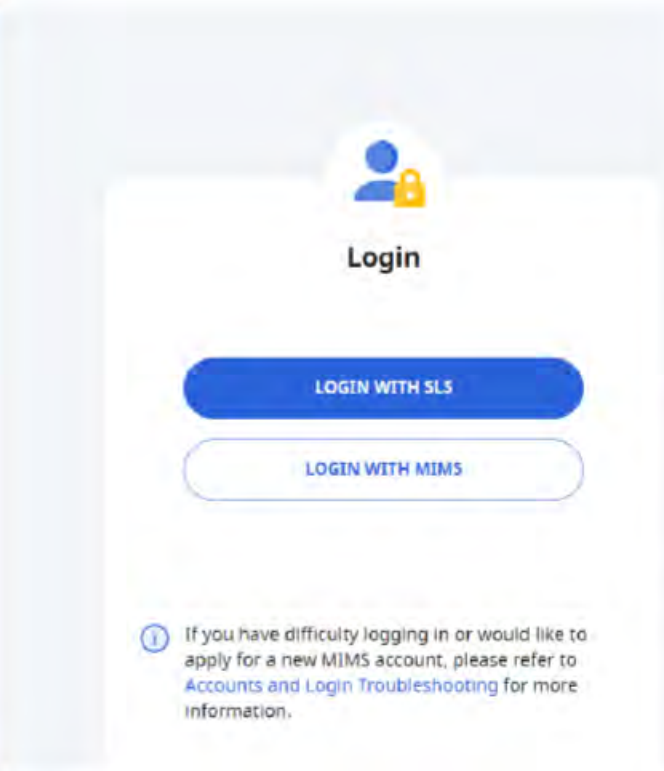 Login
LOGIN WITH SLS
LOGIN WITH MIMS
If you have difficulty logging in or would like to
apply for a new MIMS account, please refer to
Accounts and Login Troubleshooting for more
information.